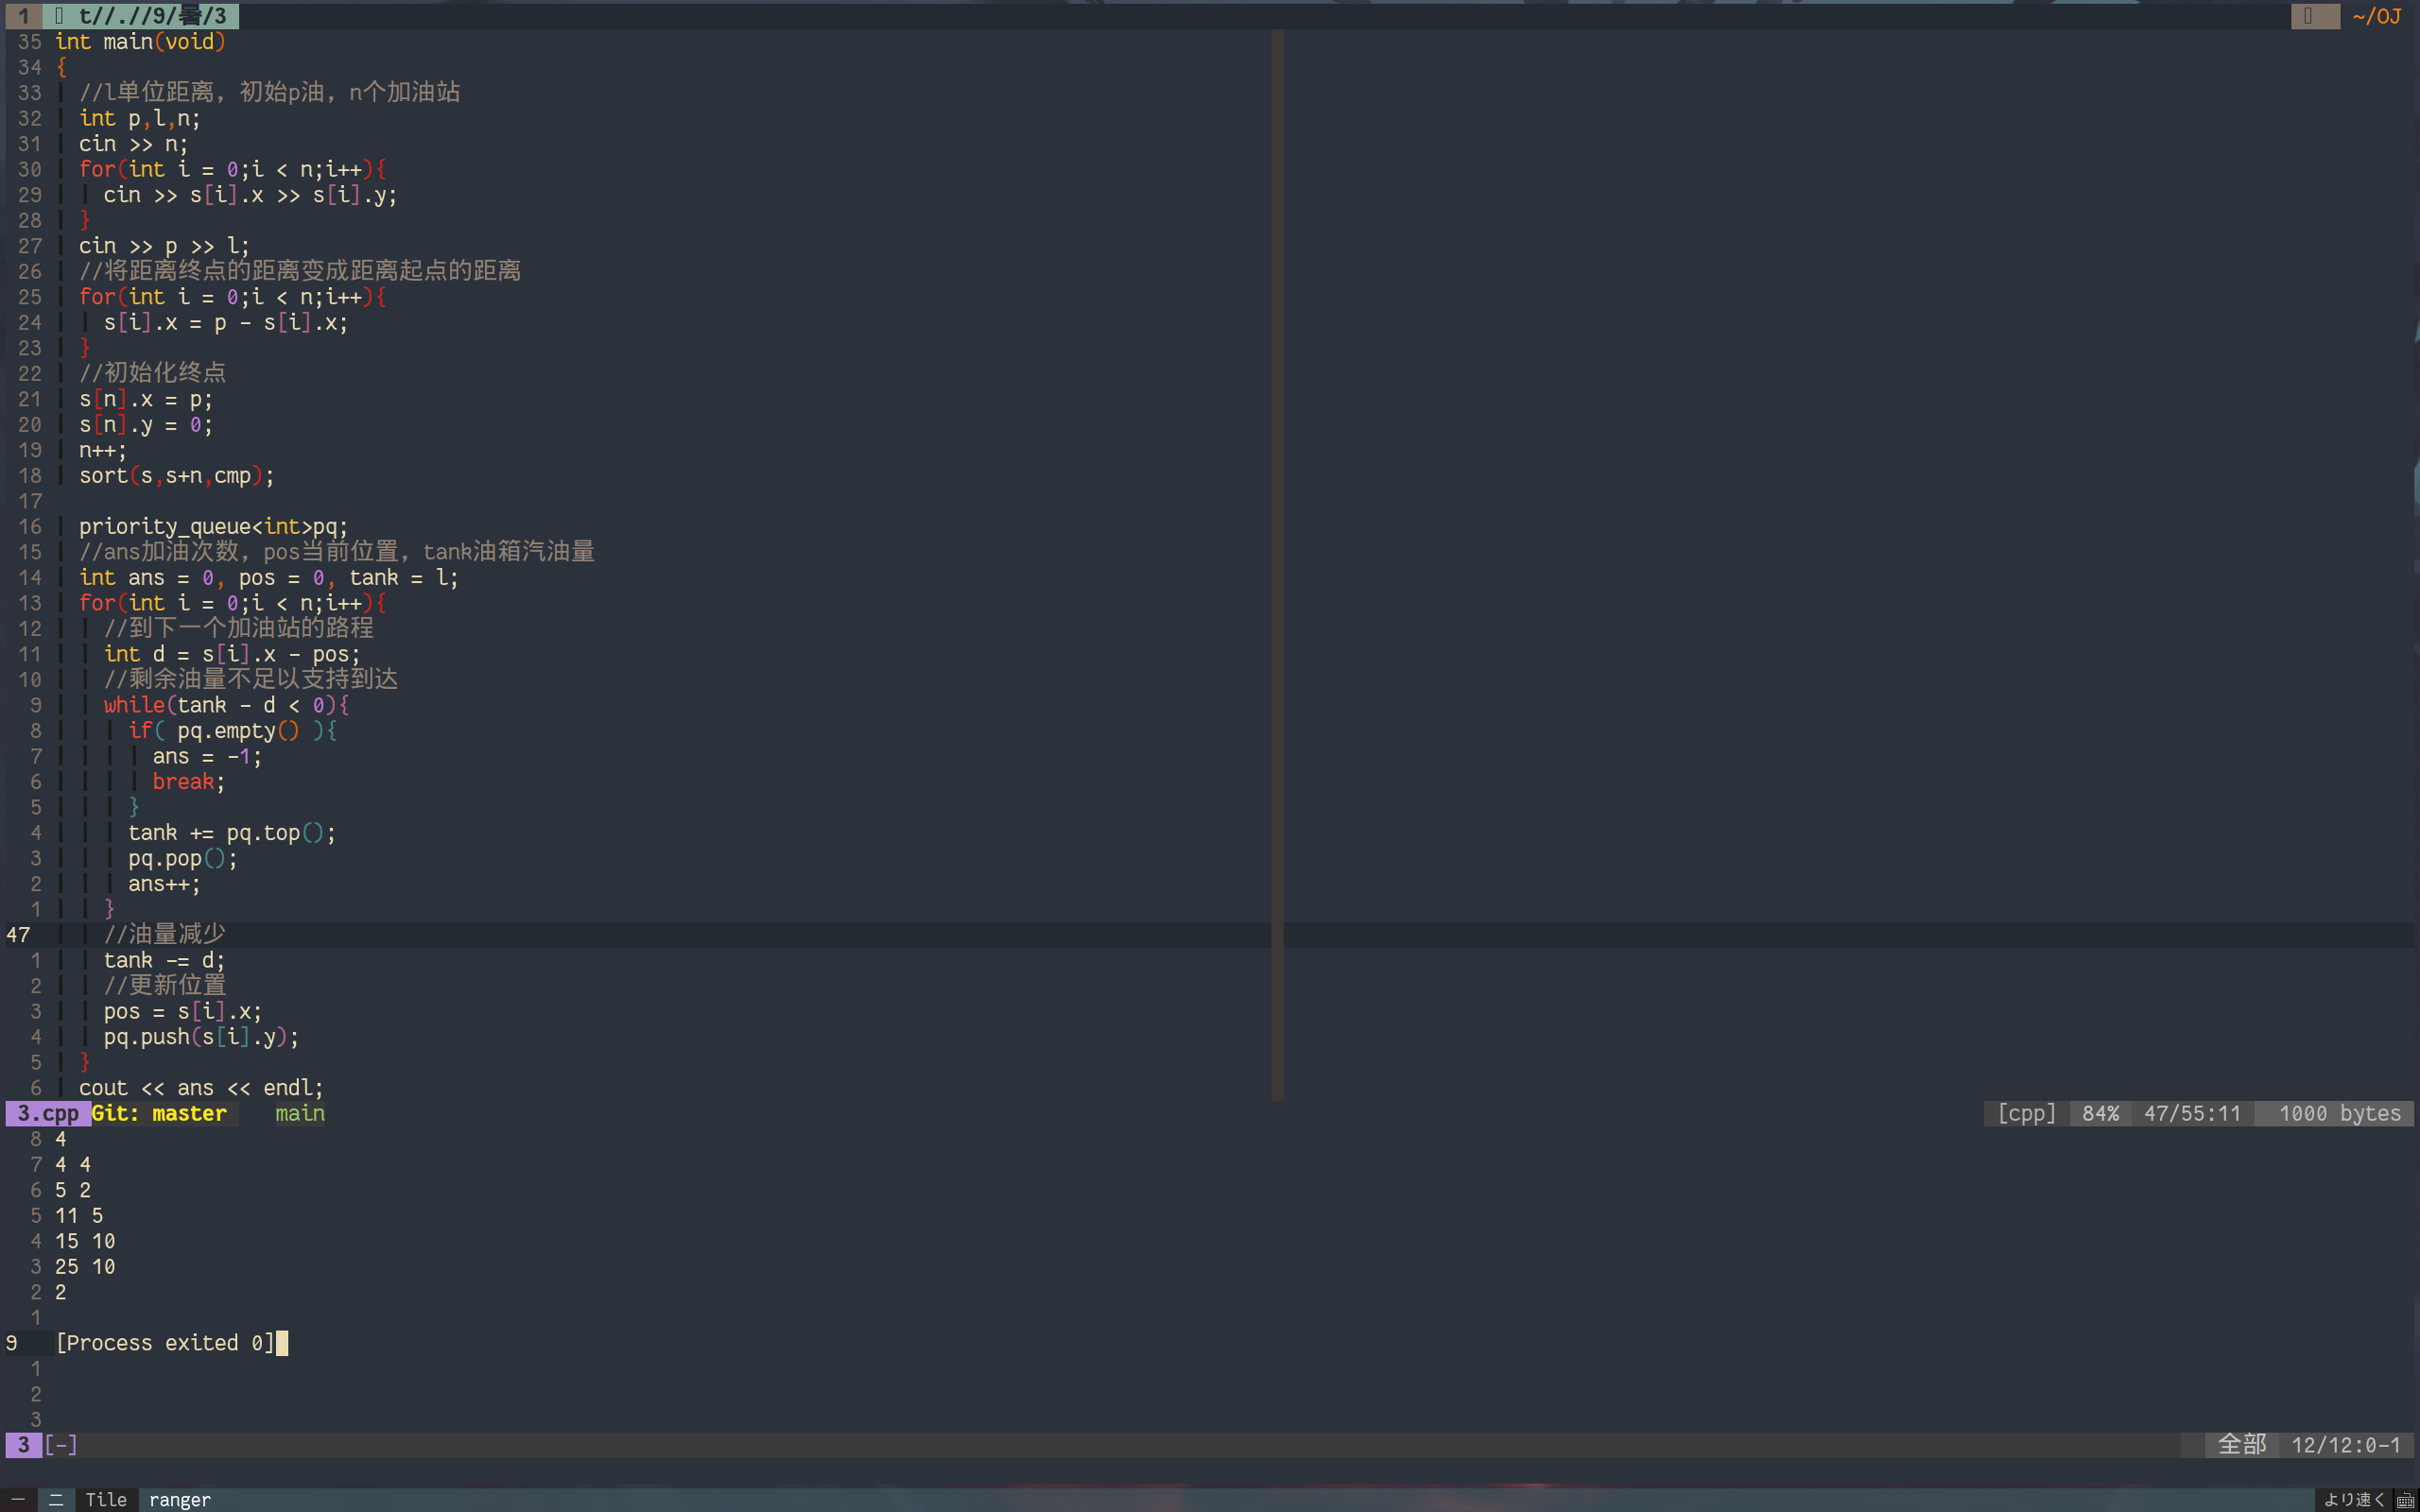 1 t//.//9/暑/3 ~/OJ
35 int main(void)
34 {
33 //l单位距离，初始p油，n个加油站
32 int p,l,n;
31 cin >> n;
30 for(int i = 0;i < n;i++){
29 cin >> s[i].x >> s[i].y;
28 }
27 cin >> p >> l;
26 //将距离终点的距离变成距离起点的距离
25 for(int i = 0;i < n;i++){
24 s[i].x = p - s[i].x;
23 }
22 //初始化终点
21 s[n].x = p;
20 s[n].y = 0;
19 n++;
18 sort(s,s+n,cmp);
17
16 priority_queue<int>pq;
15 //ans加油次数，pos当前位置，tank油箱汽油量
14 int ans = 0, pos = 0, tank = l;
13 for(int i = 0;i < n;i++){
12 //到下一个加油站的路程
11 int d = s[i].x - pos;
10 //剩余油量不足以支持到达
9 while(tank - d < 0){
8 if( pq.empty() ){
7 ans = -1;
6 break;
5 }
4 tank += pq.top();
3 pq.pop();
2 ans++;
1 }
47 //油量减少
1 tank -= d;
2 //更新位置
3 pos = s[i].x;
4 pq.push(s[i].y);
5 }
6 cout << ans << endl;
3.cpp Git: master main [cpp] 84% 47/55:11 1000 bytes
8 4
7 4 4
6 5 2
5 11 5
4 15 10
3 25 10
2 2
1
9 [Process exited 0]
1
2
3
3 [-] 全部 12/12:0-1
一 二 Tile ranger より速く